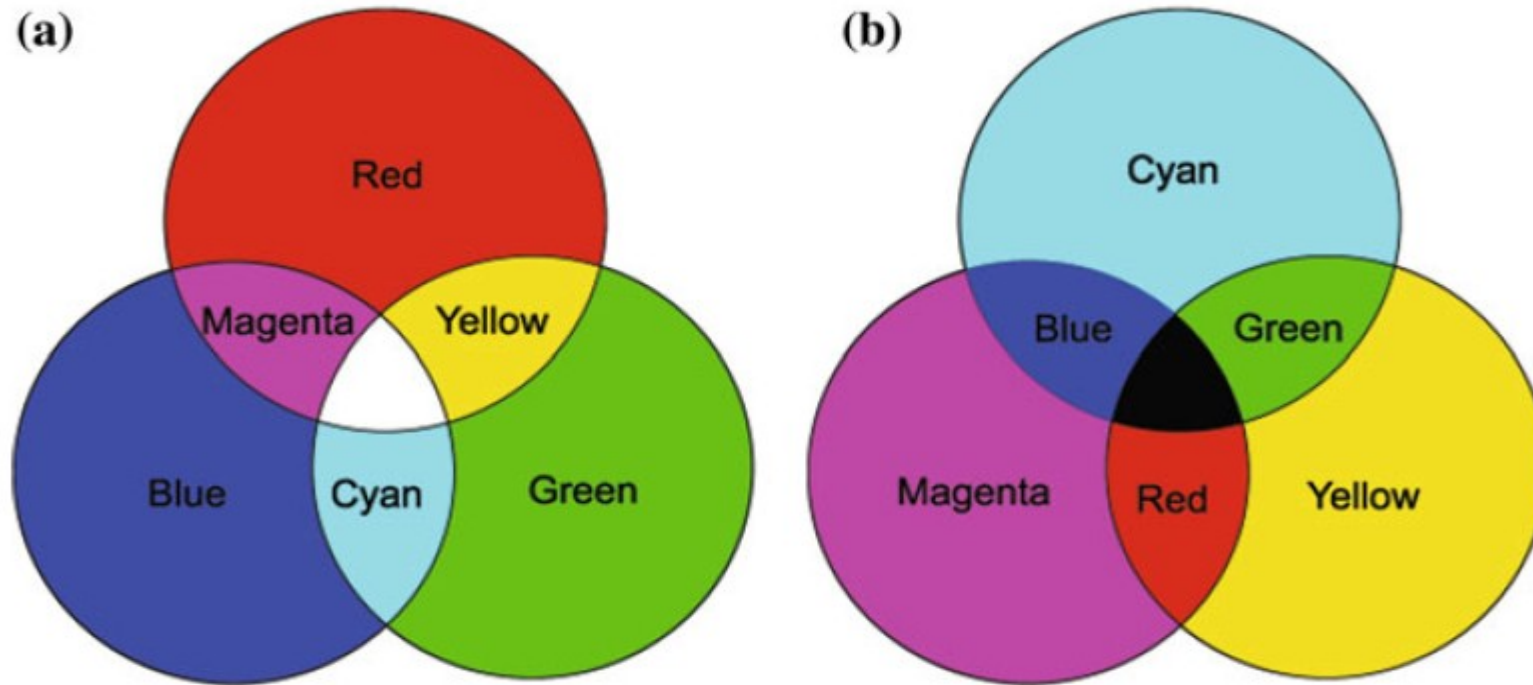 (a)
Red
Magenta
Yellow
Blue
Cyan
Green
(b)
Cyan
Blue
Green
Magenta
Red
Yellow